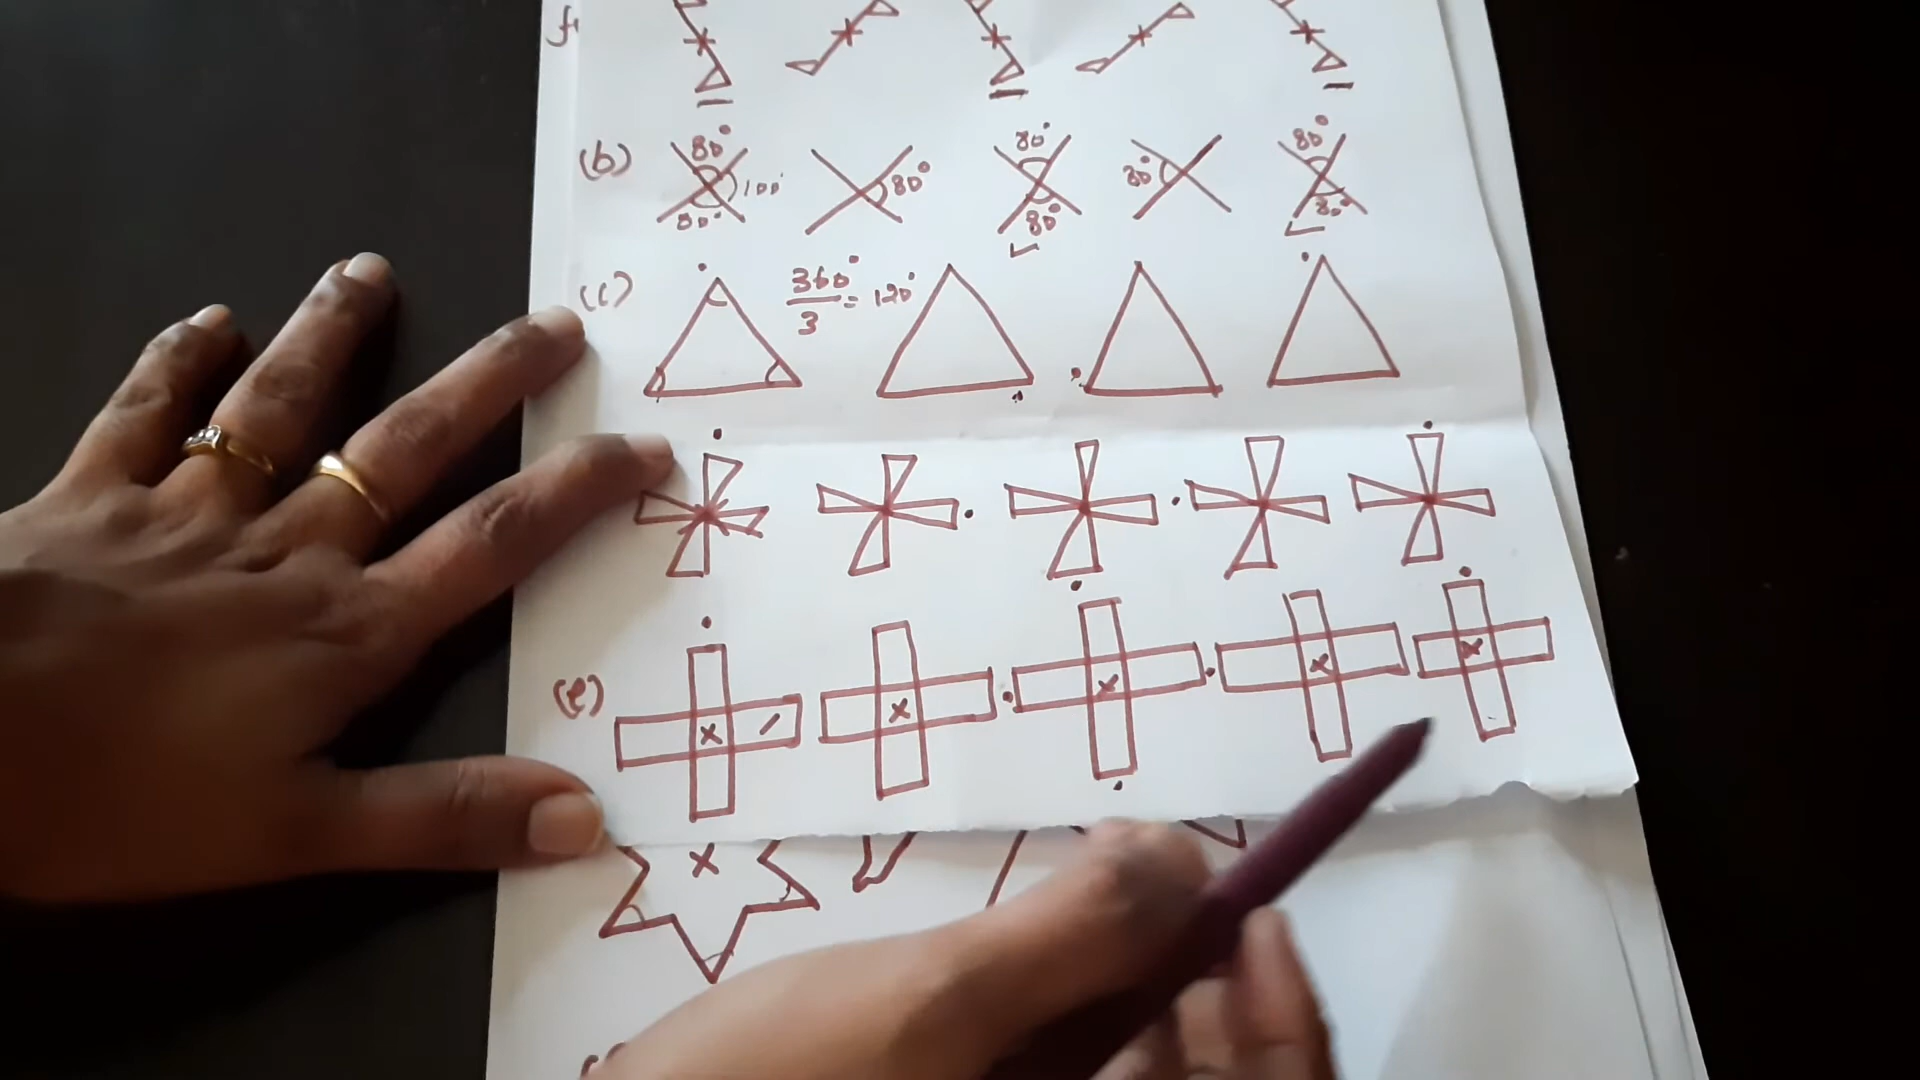 (b) 80° 100° 80° 80° 80° 80° 80° 80° 80°
(c) 360°/3 = 120°
(e) x x x x x
x